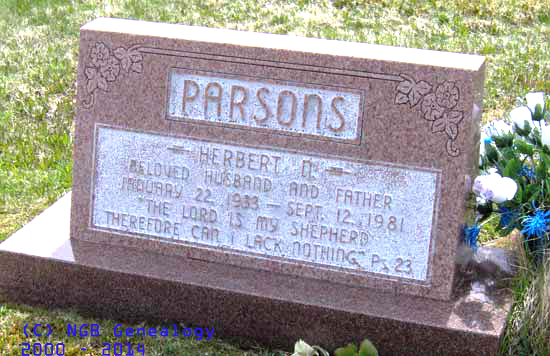 PARSONS
HERBERT N.
BELOVED HUSBAND AND FATHER
JANUARY 22, 1933 - SEPT. 12, 1981
"THE LORD IS MY SHEPHERD
THEREFORE CAN I LACK NOTHING" Ps. 23
(C) NGB Genealogy
2000 - 2014